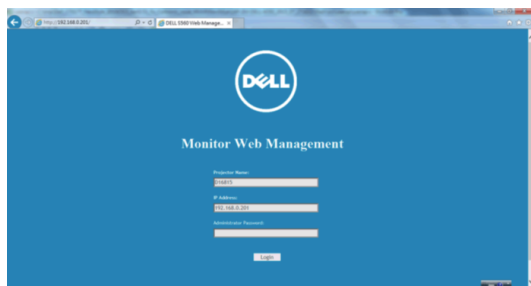 http://192.168.0.201/
DELL S560 Web Manage...
DELL
Monitor Web Management
Projector Name:
IP Address:
192.168.0.201
Administrator Password:
Login